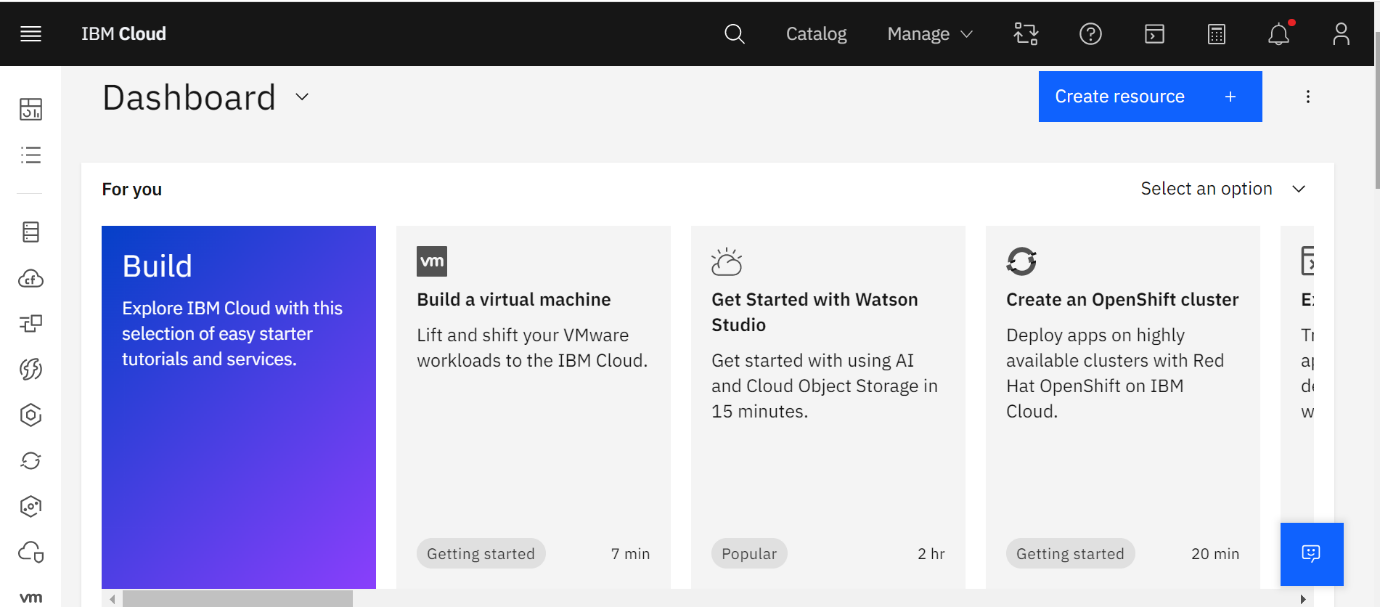 IBM Cloud
Catalog
Manage
Dashboard
Create resource +
For you
Select an option
Build
Explore IBM Cloud with this
selection of easy starter
tutorials and services.
vm
Build a virtual machine
Lift and shift your VMware
workloads to the IBM Cloud.
Getting started
7 min
Get Started with Watson
Studio
Get started with using AI
and Cloud Object Storage in
15 minutes.
Popular
2 hr
Create an OpenShift cluster
Deploy apps on highly
available clusters with Red
Hat OpenShift on IBM
Cloud.
Getting started
20 min
vm